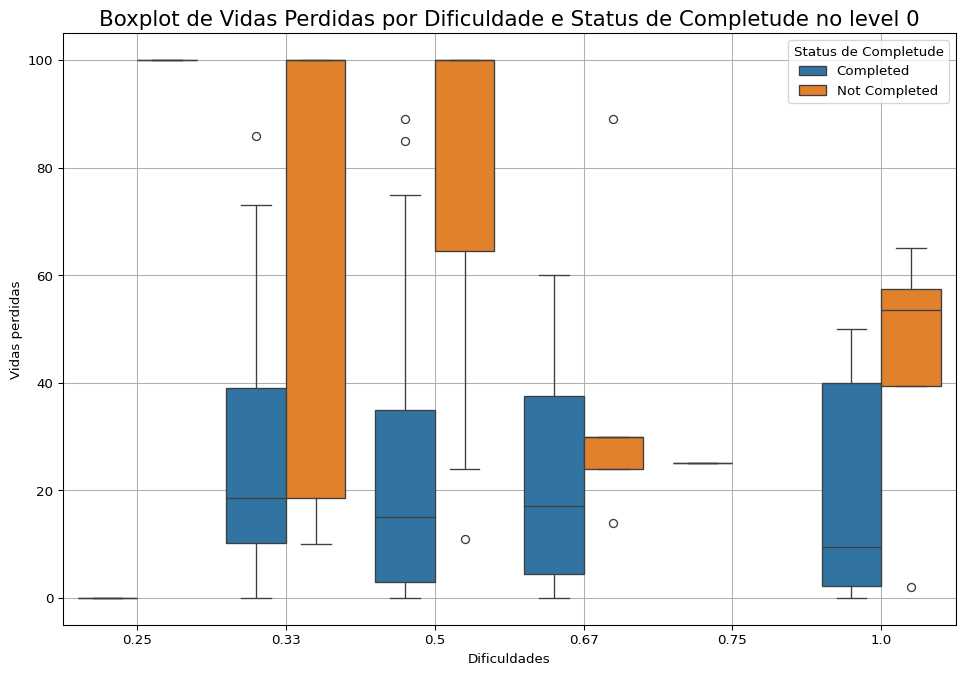 Boxplot de Vidas Perdidas por Dificuldade e Status de Completude no level 0
Status de Completude
Completed
Not Completed
100
80
60
40
20
0
Vidas perdidas
0.25 0.33 0.5 0.67 0.75 1.0
Dificuldades